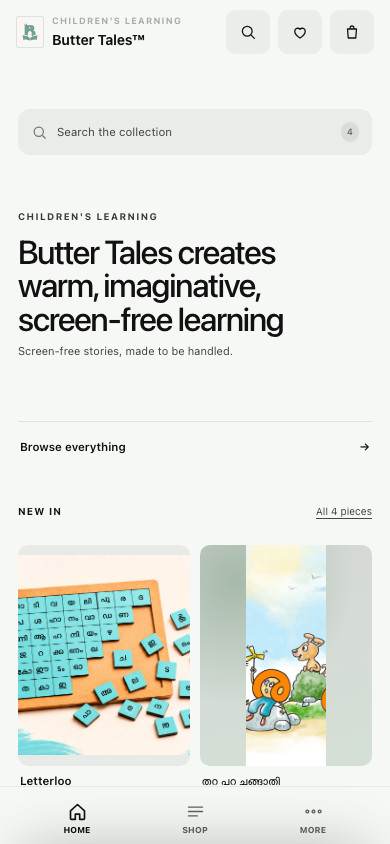 CHILDREN'S LEARNING
Butter Tales™
Search the collection
4
CHILDREN'S LEARNING
Butter Tales creates
warm, imaginative,
screen-free learning
Screen-free stories, made to be handled.
Browse everything
NEW IN
All 4 pieces
Letterloo
തറ പറ ചങ്ങാതി
HOME
SHOP
MORE